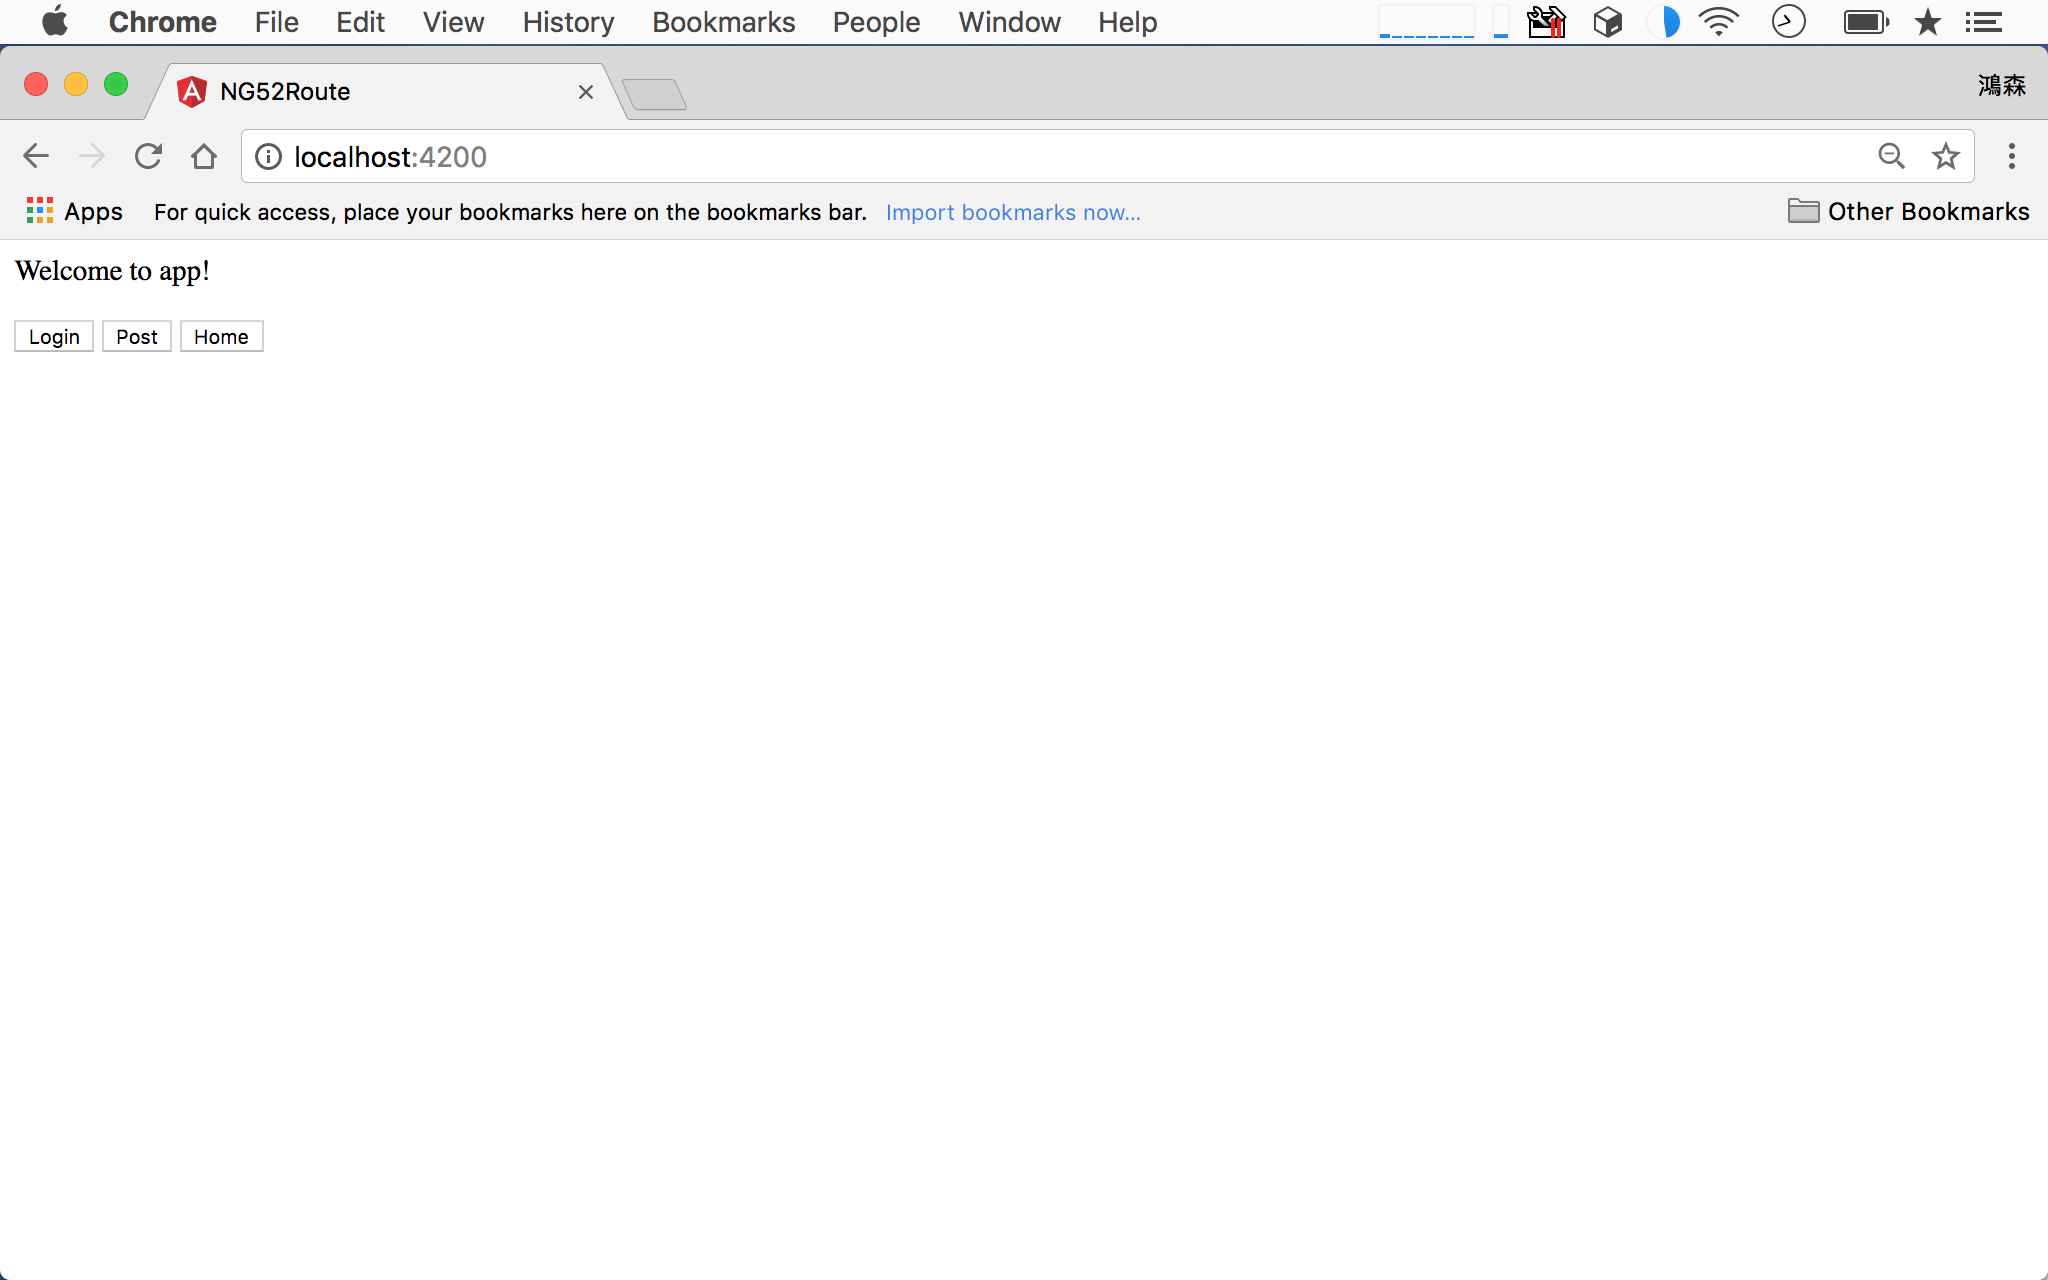 Chrome File Edit View History Bookmarks People Window Help
NG52Route
鴻森
localhost:4200
Apps For quick access, place your bookmarks here on the bookmarks bar. Import bookmarks now... Other Bookmarks
Welcome to app!
Login Post Home